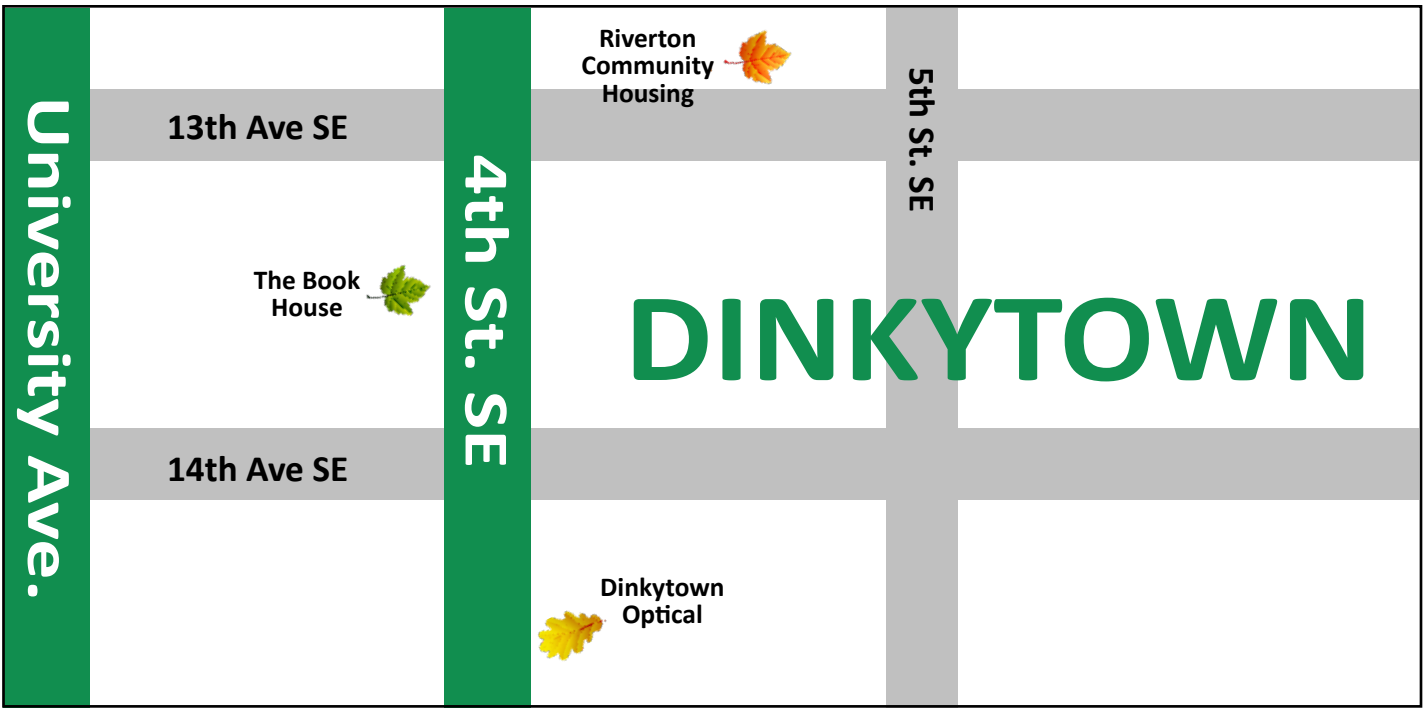 Riverton
Community
Housing
5th St. SE
13th Ave SE
University Ave.
4th St. SE
The Book
House
DINKYTOWN
14th Ave SE
Dinkytown
Optical